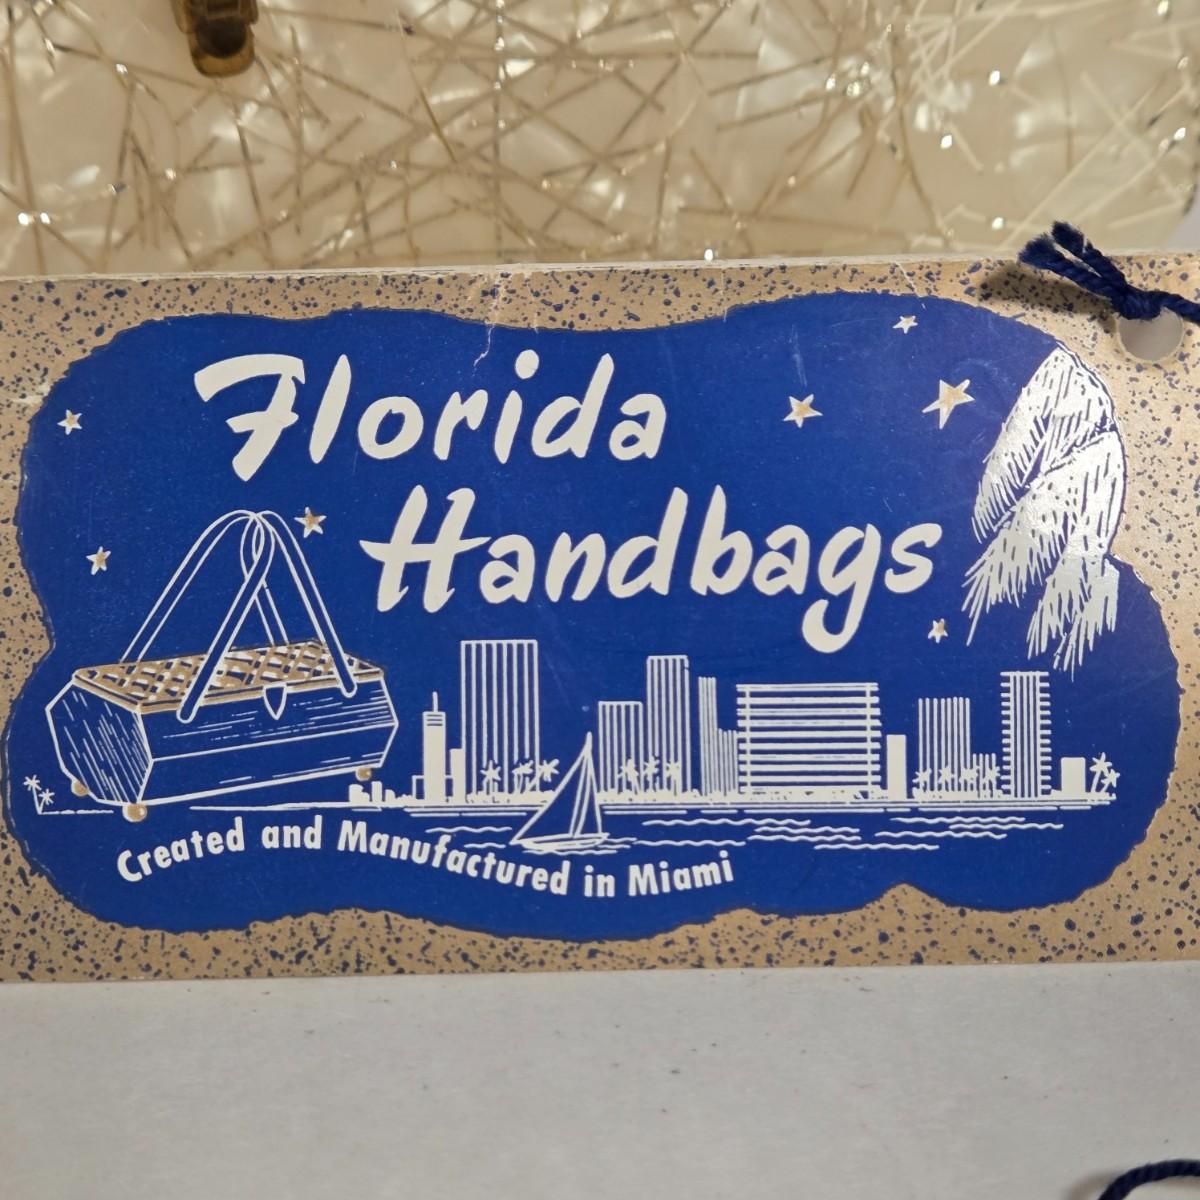 Florida
Handbags
Created and Manufactured in Miami